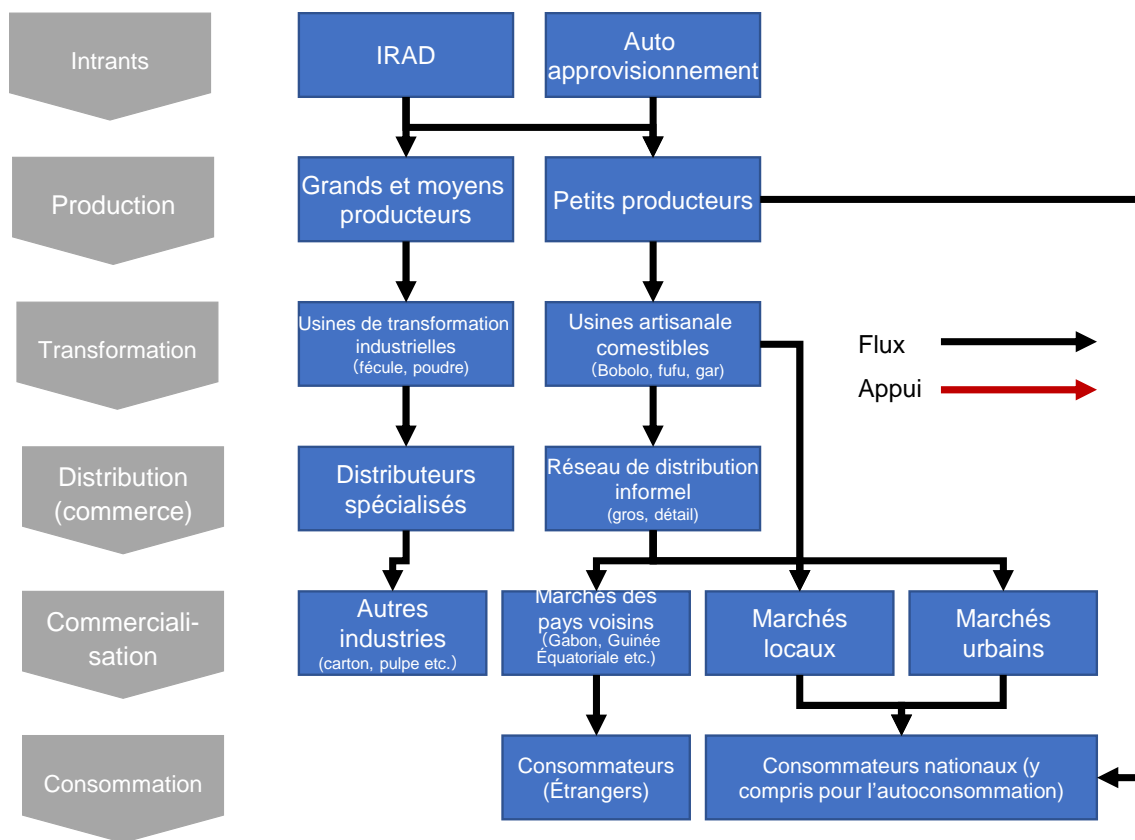 Intrants
IRAD
Auto
approvisionnement
Production
Grands et moyens
producteurs
Petits producteurs
Transformation
Usines de transformation
industrielles
(fécule, poudre)
Usines artisanale
comestibles
(Bobolo, fufu, gar)
Flux
Appui
Distribution
(commerce)
Distributeurs
spécialisés
Réseau de distribution
informel
(gros, détail)
Commerciali-
sation
Autres
industries
(carton, pulpe etc.)
Marchés des
pays voisins
(Gabon, Guinée
Équatoriale etc.)
Marchés
locaux
Marchés
urbains
Consommation
Consommateurs
(Étrangers)
Consommateurs nationaux (y
compris pour l'autoconsommation)